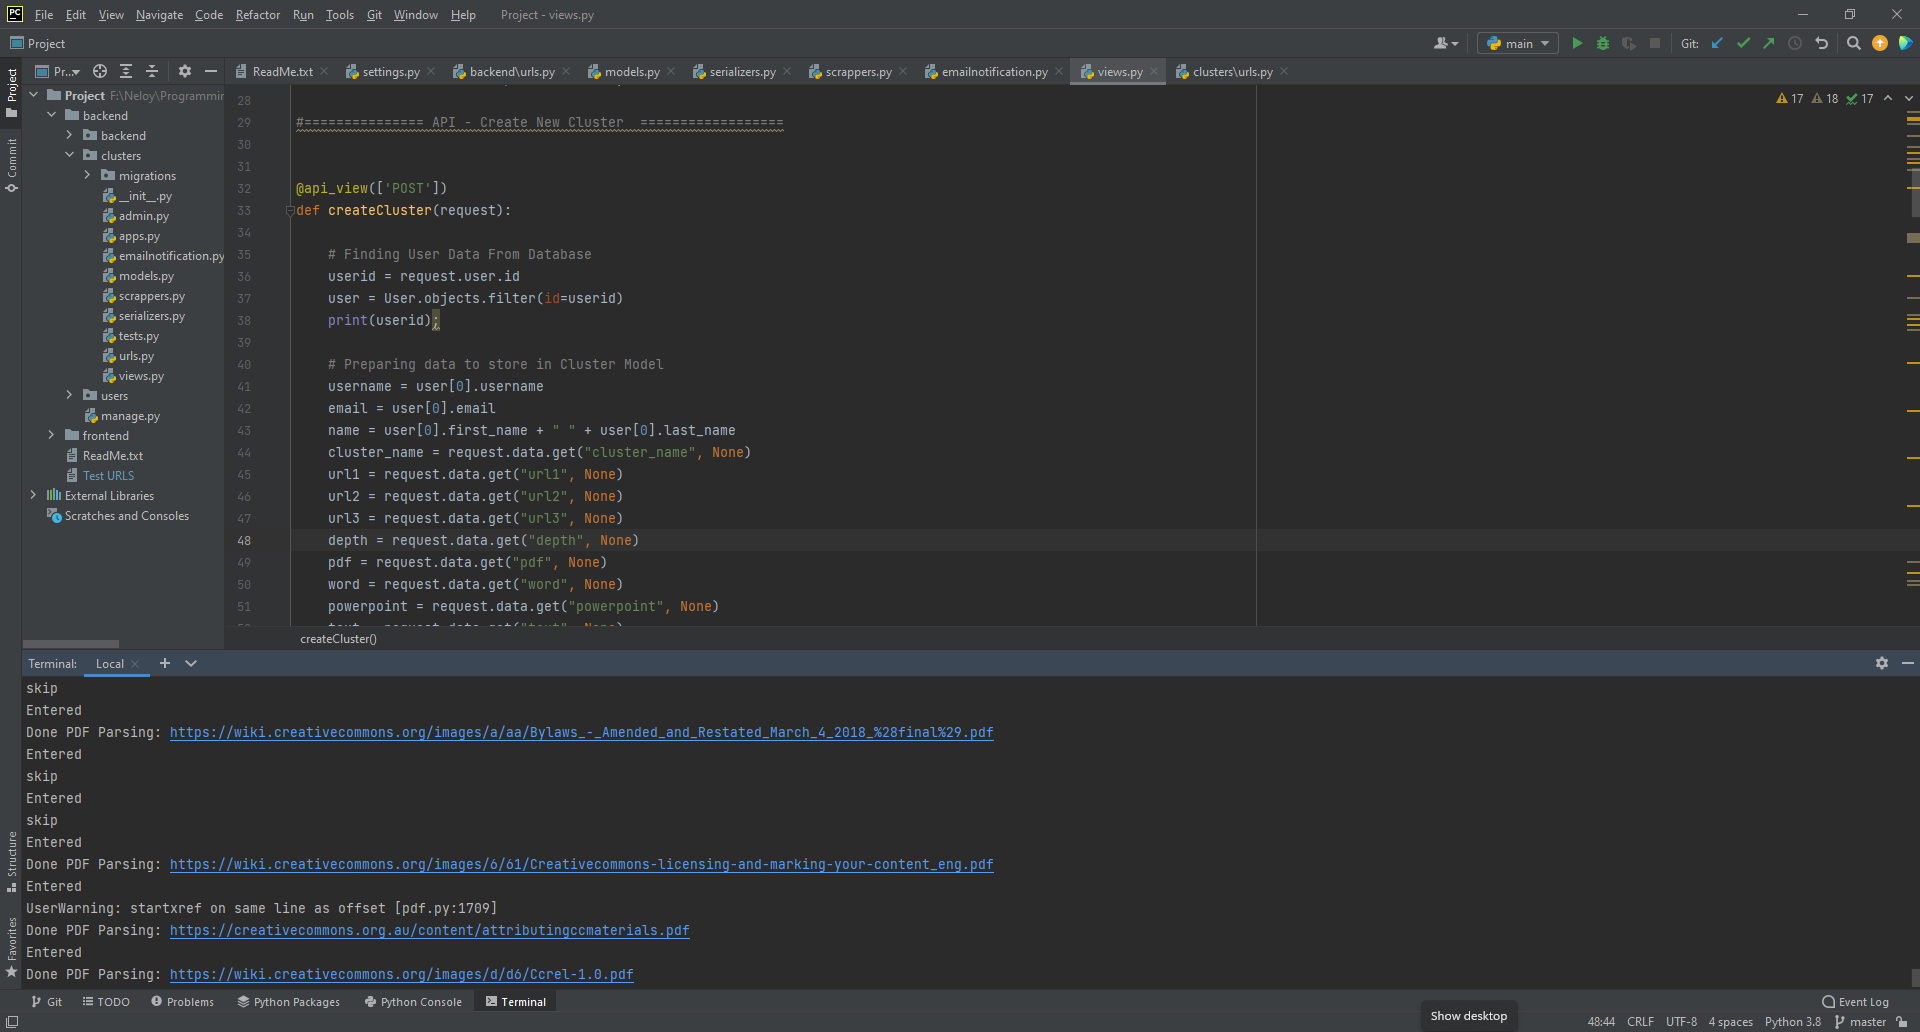 PC File Edit View Navigate Code Refactor Run Tools Git Window Help Project - views.py
Project main Git:
Pr... ReadMe.txt settings.py backend\urls.py models.py serializers.py scrappers.py emailnotification.py views.py clusters\urls.py
Project F:\Neloy\Programmin
backend
backend
clusters
migrations
__init__.py
admin.py
apps.py
emailnotification.py
models.py
scrappers.py
serializers.py
tests.py
urls.py
views.py
users
manage.py
frontend
ReadMe.txt
Test URLS
External Libraries
Scratches and Consoles
Project
Commit
Structure
Favorites
17 18 17
28
29 #=============== API - Create New Cluster ==================
30
31
32 @api_view(['POST'])
33 def createCluster(request):
34
35 # Finding User Data From Database
36 userid = request.user.id
37 user = User.objects.filter(id=userid)
38 print(userid);
39
40 # Preparing data to store in Cluster Model
41 username = user[0].username
42 email = user[0].email
43 name = user[0].first_name + " " + user[0].last_name
44 cluster_name = request.data.get("cluster_name", None)
45 url1 = request.data.get("url1", None)
46 url2 = request.data.get("url2", None)
47 url3 = request.data.get("url3", None)
48 depth = request.data.get("depth", None)
49 pdf = request.data.get("pdf", None)
50 word = request.data.get("word", None)
51 powerpoint = request.data.get("powerpoint", None)
createCluster()
Terminal: Local
skip
Entered
Done PDF Parsing: https://wiki.creativecommons.org/images/a/aa/Bylaws_-_Amended_and_Restated_March_4_2018_%28final%29.pdf
Entered
skip
Entered
skip
Entered
Done PDF Parsing: https://wiki.creativecommons.org/images/6/61/Creativecommons-licensing-and-marking-your-content_eng.pdf
Entered
UserWarning: startxref on same line as offset [pdf.py:1709]
Done PDF Parsing: https://creativecommons.org.au/content/attributingccmaterials.pdf
Entered
Done PDF Parsing: https://wiki.creativecommons.org/images/d/d6/Ccrel-1.0.pdf
Git TODO Problems Python Packages Python Console Terminal Event Log
Show desktop
48:44 CRLF UTF-8 4 spaces Python 3.8 master